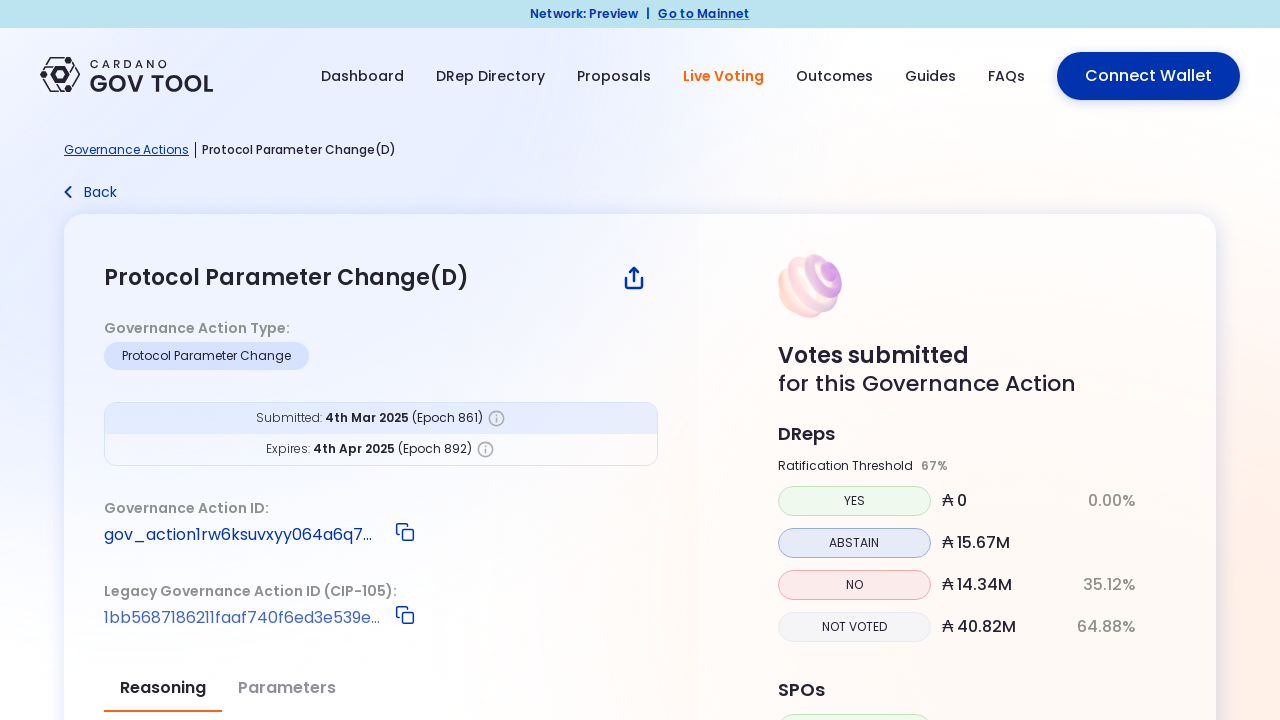 Network: Preview | Go to Mainnet
CARDANO
GOV TOOL
Dashboard
DRep Directory
Proposals
Live Voting
Outcomes
Guides
FAQs
Connect Wallet
Governance Actions | Protocol Parameter Change(D)
Back
Protocol Parameter Change(D)
Governance Action Type:
Protocol Parameter Change
Submitted: 4th Mar 2025 (Epoch 861)
Expires: 4th Apr 2025 (Epoch 892)
Governance Action ID:
gov_action1rw6ksuvxyy064a6q7...
Legacy Governance Action ID (CIP-105):
1bb5687186211faaf740f6ed3e539e...
Reasoning
Parameters
Votes submitted
for this Governance Action
DReps
Ratification Threshold 67%
YES ₳ 0 0.00%
ABSTAIN ₳ 15.67M
NO ₳ 14.34M 35.12%
NOT VOTED ₳ 40.82M 64.88%
SPOs